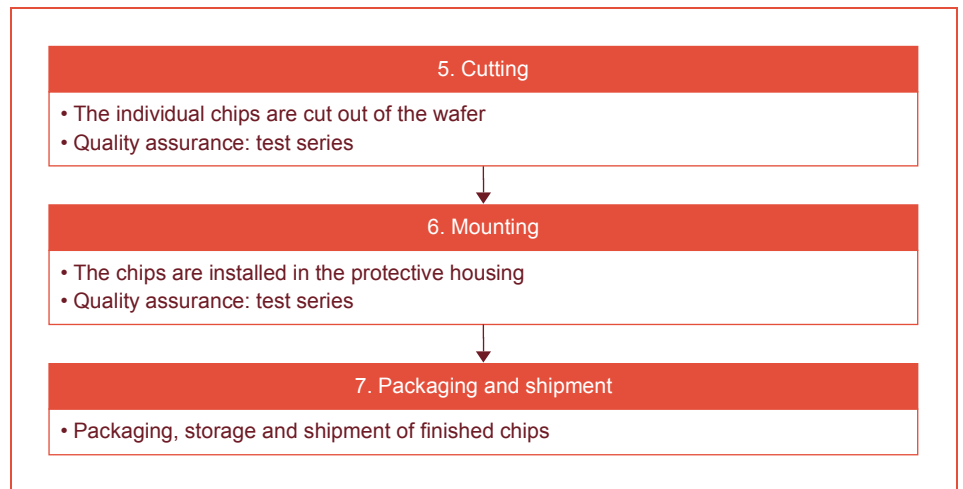 5. Cutting
• The individual chips are cut out of the wafer
• Quality assurance: test series
6. Mounting
• The chips are installed in the protective housing
• Quality assurance: test series
7. Packaging and shipment
• Packaging, storage and shipment of finished chips